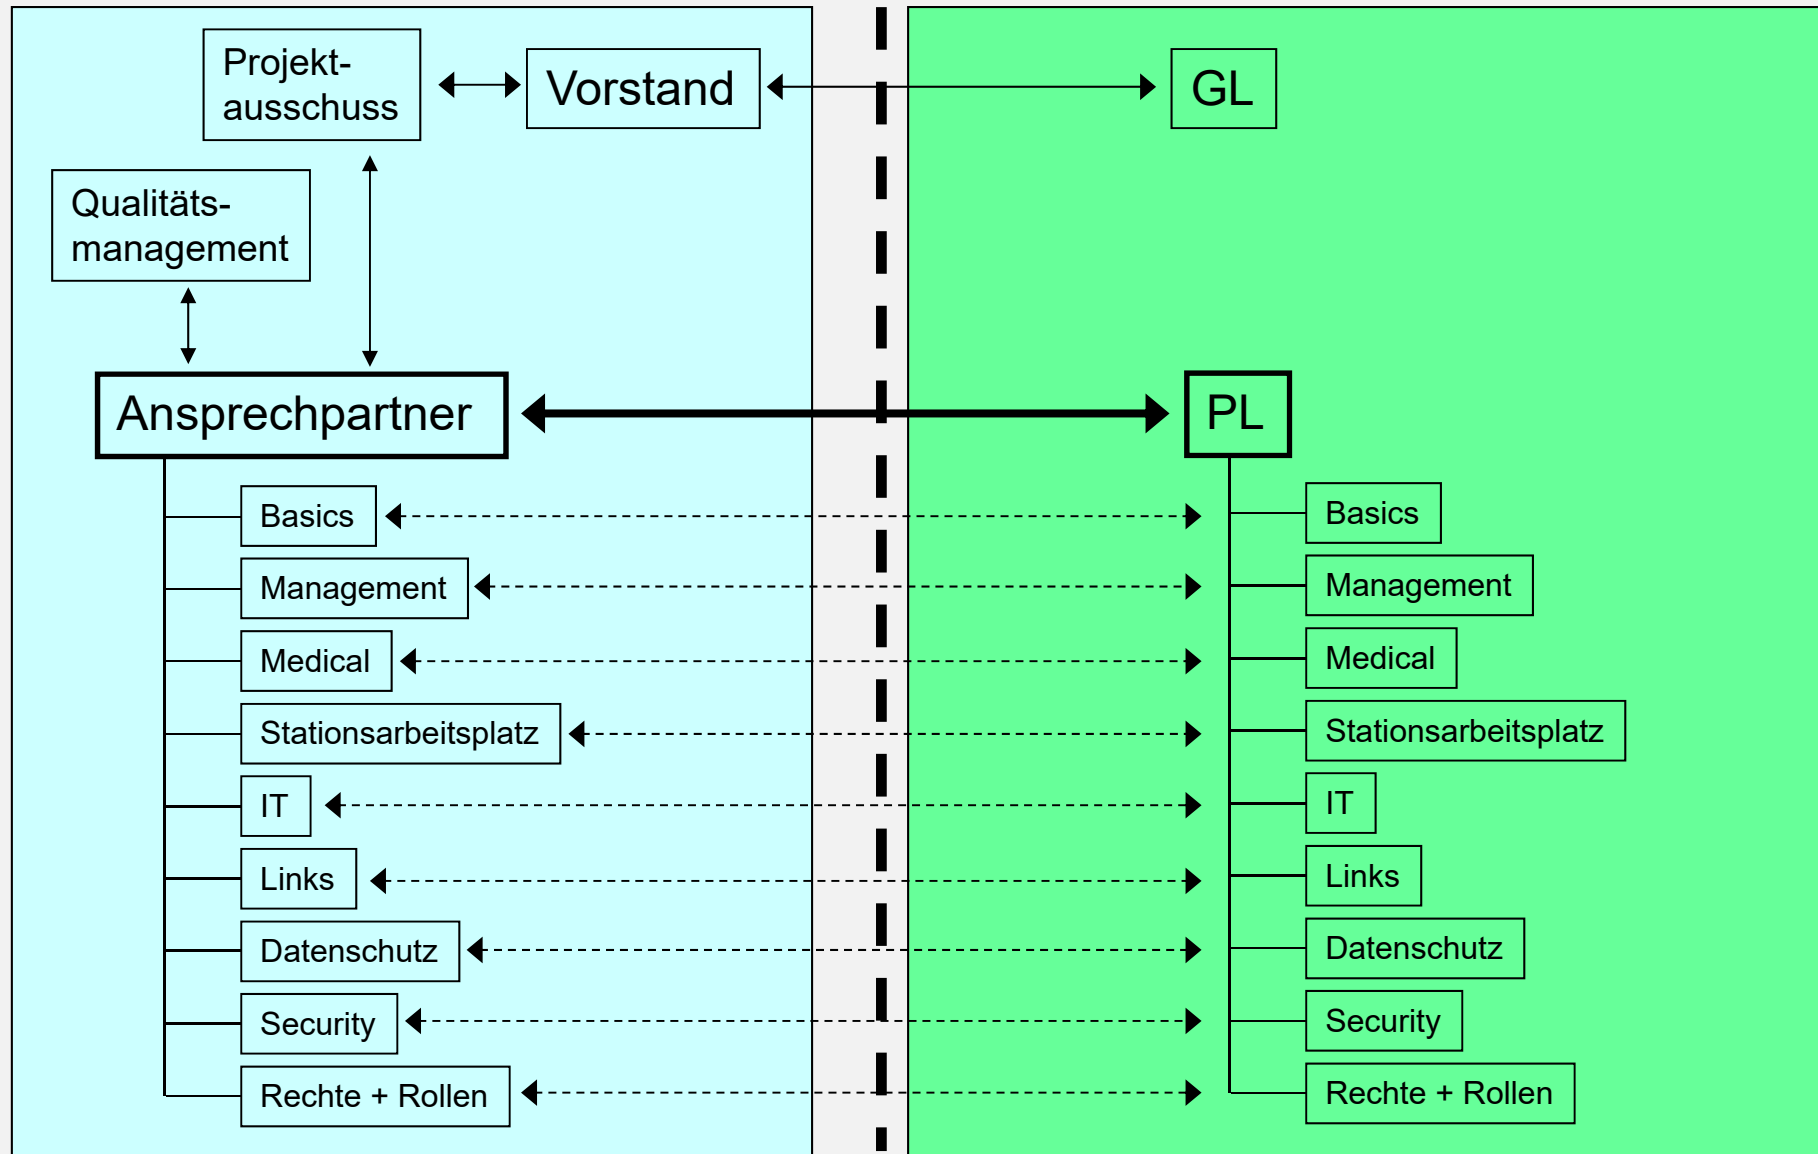 Projekt-
ausschuss
Vorstand
GL
Qualitäts-
management
Ansprechpartner
PL
Basics
Basics
Management
Management
Medical
Medical
Stationsarbeitsplatz
Stationsarbeitsplatz
IT
IT
Links
Links
Datenschutz
Datenschutz
Security
Security
Rechte + Rollen
Rechte + Rollen